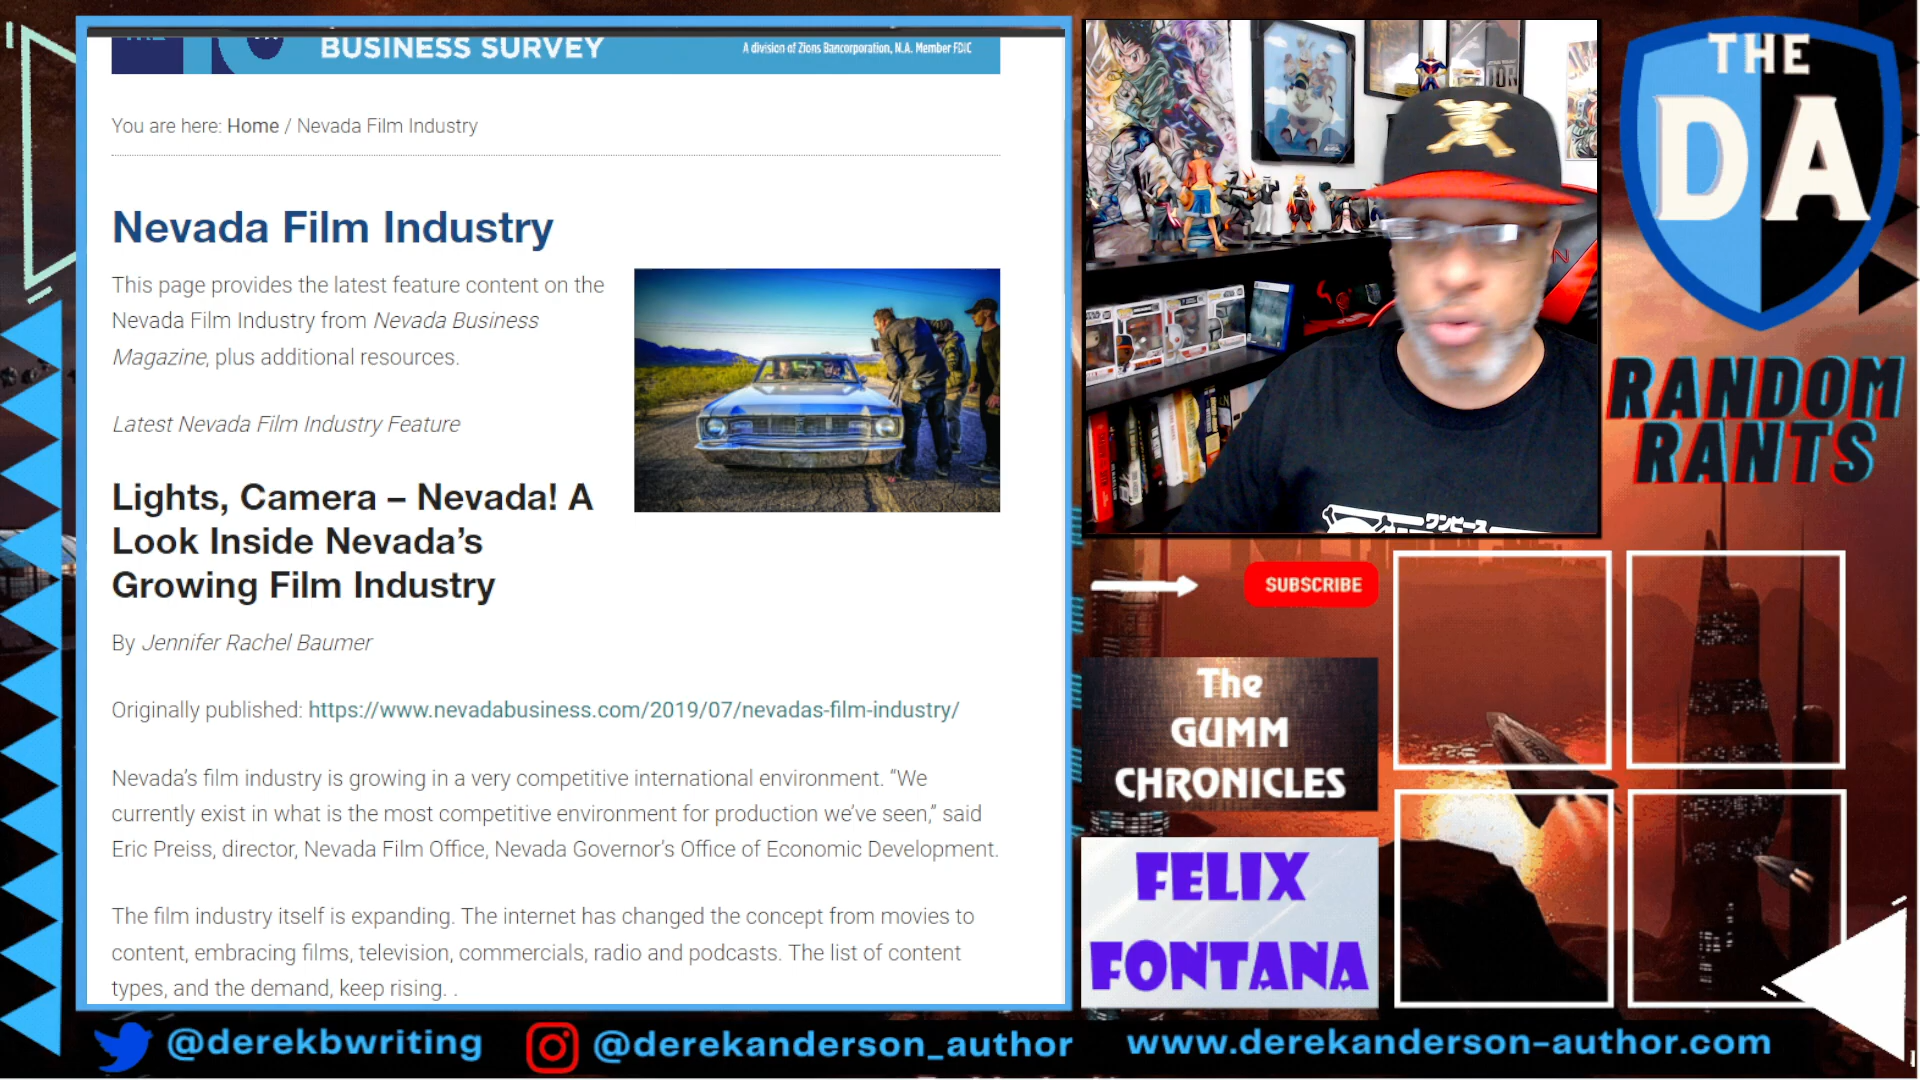 BUSINESS SURVEY
A division of Zions Bancorporation, N.A. Member FDIC
You are here: Home / Nevada Film Industry
Nevada Film Industry
This page provides the latest feature content on the
Nevada Film Industry from Nevada Business
Magazine, plus additional resources.
Latest Nevada Film Industry Feature
Lights, Camera – Nevada! A
Look Inside Nevada’s
Growing Film Industry
By Jennifer Rachel Baumer
Originally published: https://www.nevadabusiness.com/2019/07/nevadas-film-industry/
Nevada’s film industry is growing in a very competitive international environment. “We
currently exist in what is the most competitive environment for production we’ve seen,” said
Eric Preiss, director, Nevada Film Office, Nevada Governor’s Office of Economic Development.
The film industry itself is expanding. The internet has changed the concept from movies to
content, embracing films, television, commercials, radio and podcasts. The list of content
types, and the demand, keep rising. .
ワンピース
THE
DA
RANDOM
RANTS
SUBSCRIBE
The
GUMM
CHRONICLES
FELIX
FONTANA
@derekbwriting
@derekanderson_author
www.derekanderson-author.com